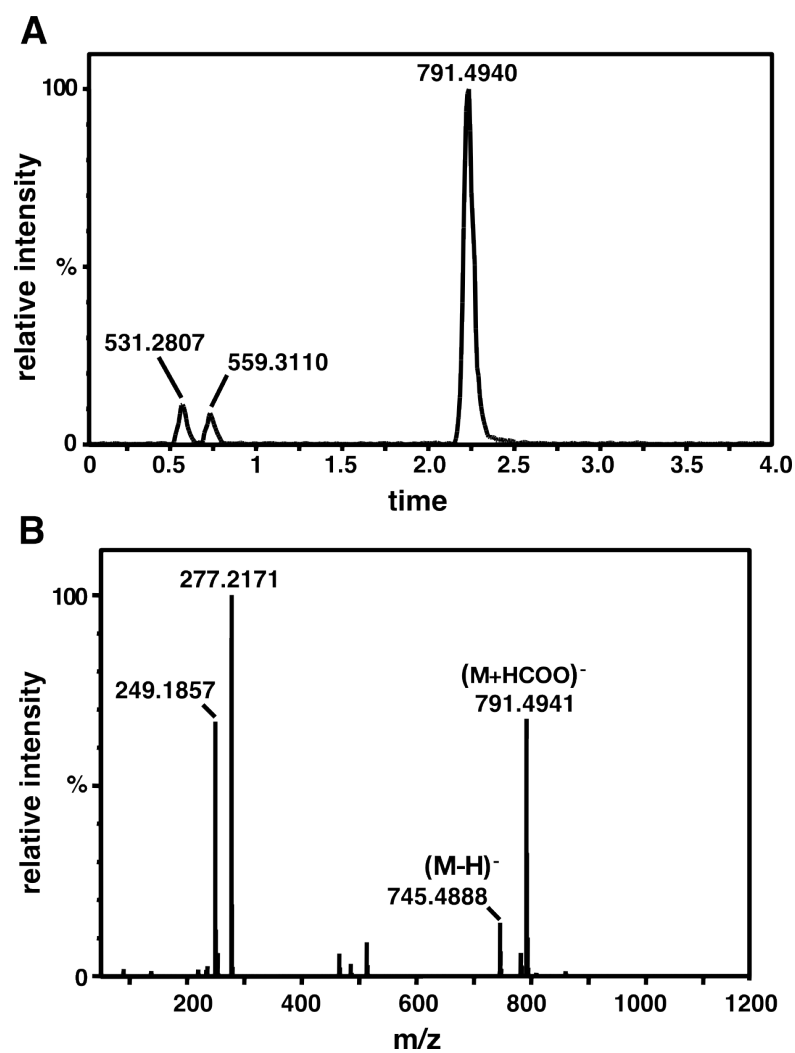 A
791.4940
100
relative intensity
%
531.2807
559.3110
0
0 0.5 1 1.5 2.0 2.5 3.0 3.5 4.0
time
B
277.2171
100
249.1857
(M+HCOO)-
791.4941
relative intensity
%
(M-H)-
745.4888
0
200 400 600 800 1000 1200
m/z